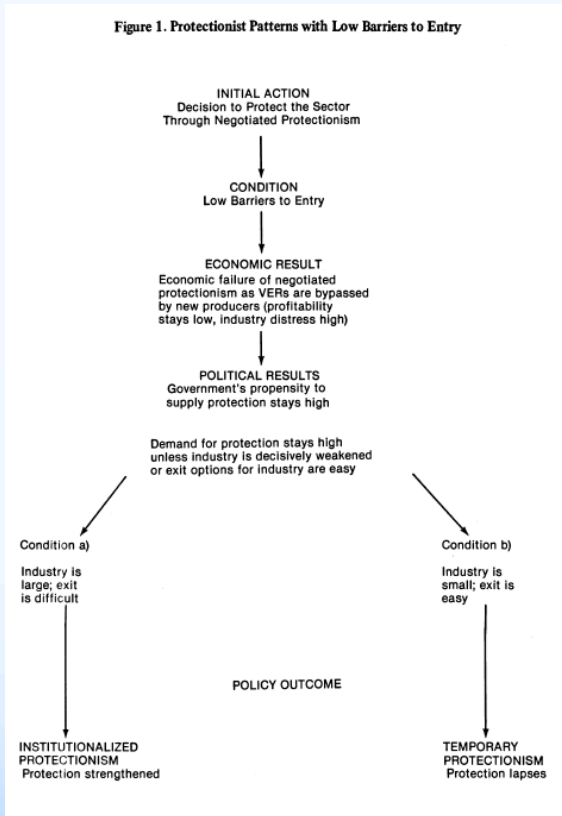 Figure 1. Protectionist Patterns with Low Barriers to Entry
INITIAL ACTION
Decision to Protect the Sector
Through Negotiated Protectionism
CONDITION
Low Barriers to Entry
ECONOMIC RESULT
Economic failure of negotiated
protectionism as VERs are bypassed
by new producers (profitability
stays low, industry distress high)
POLITICAL RESULTS
Government's propensity to
supply protection stays high
Demand for protection stays high
unless industry is decisively weakened
or exit options for industry are easy
Condition a)
Industry is
large; exit
is difficult
Condition b)
Industry is
small; exit is
easy
POLICY OUTCOME
INSTITUTIONALIZED
PROTECTIONISM
Protection strengthened
TEMPORARY
PROTECTIONISM
Protection lapses